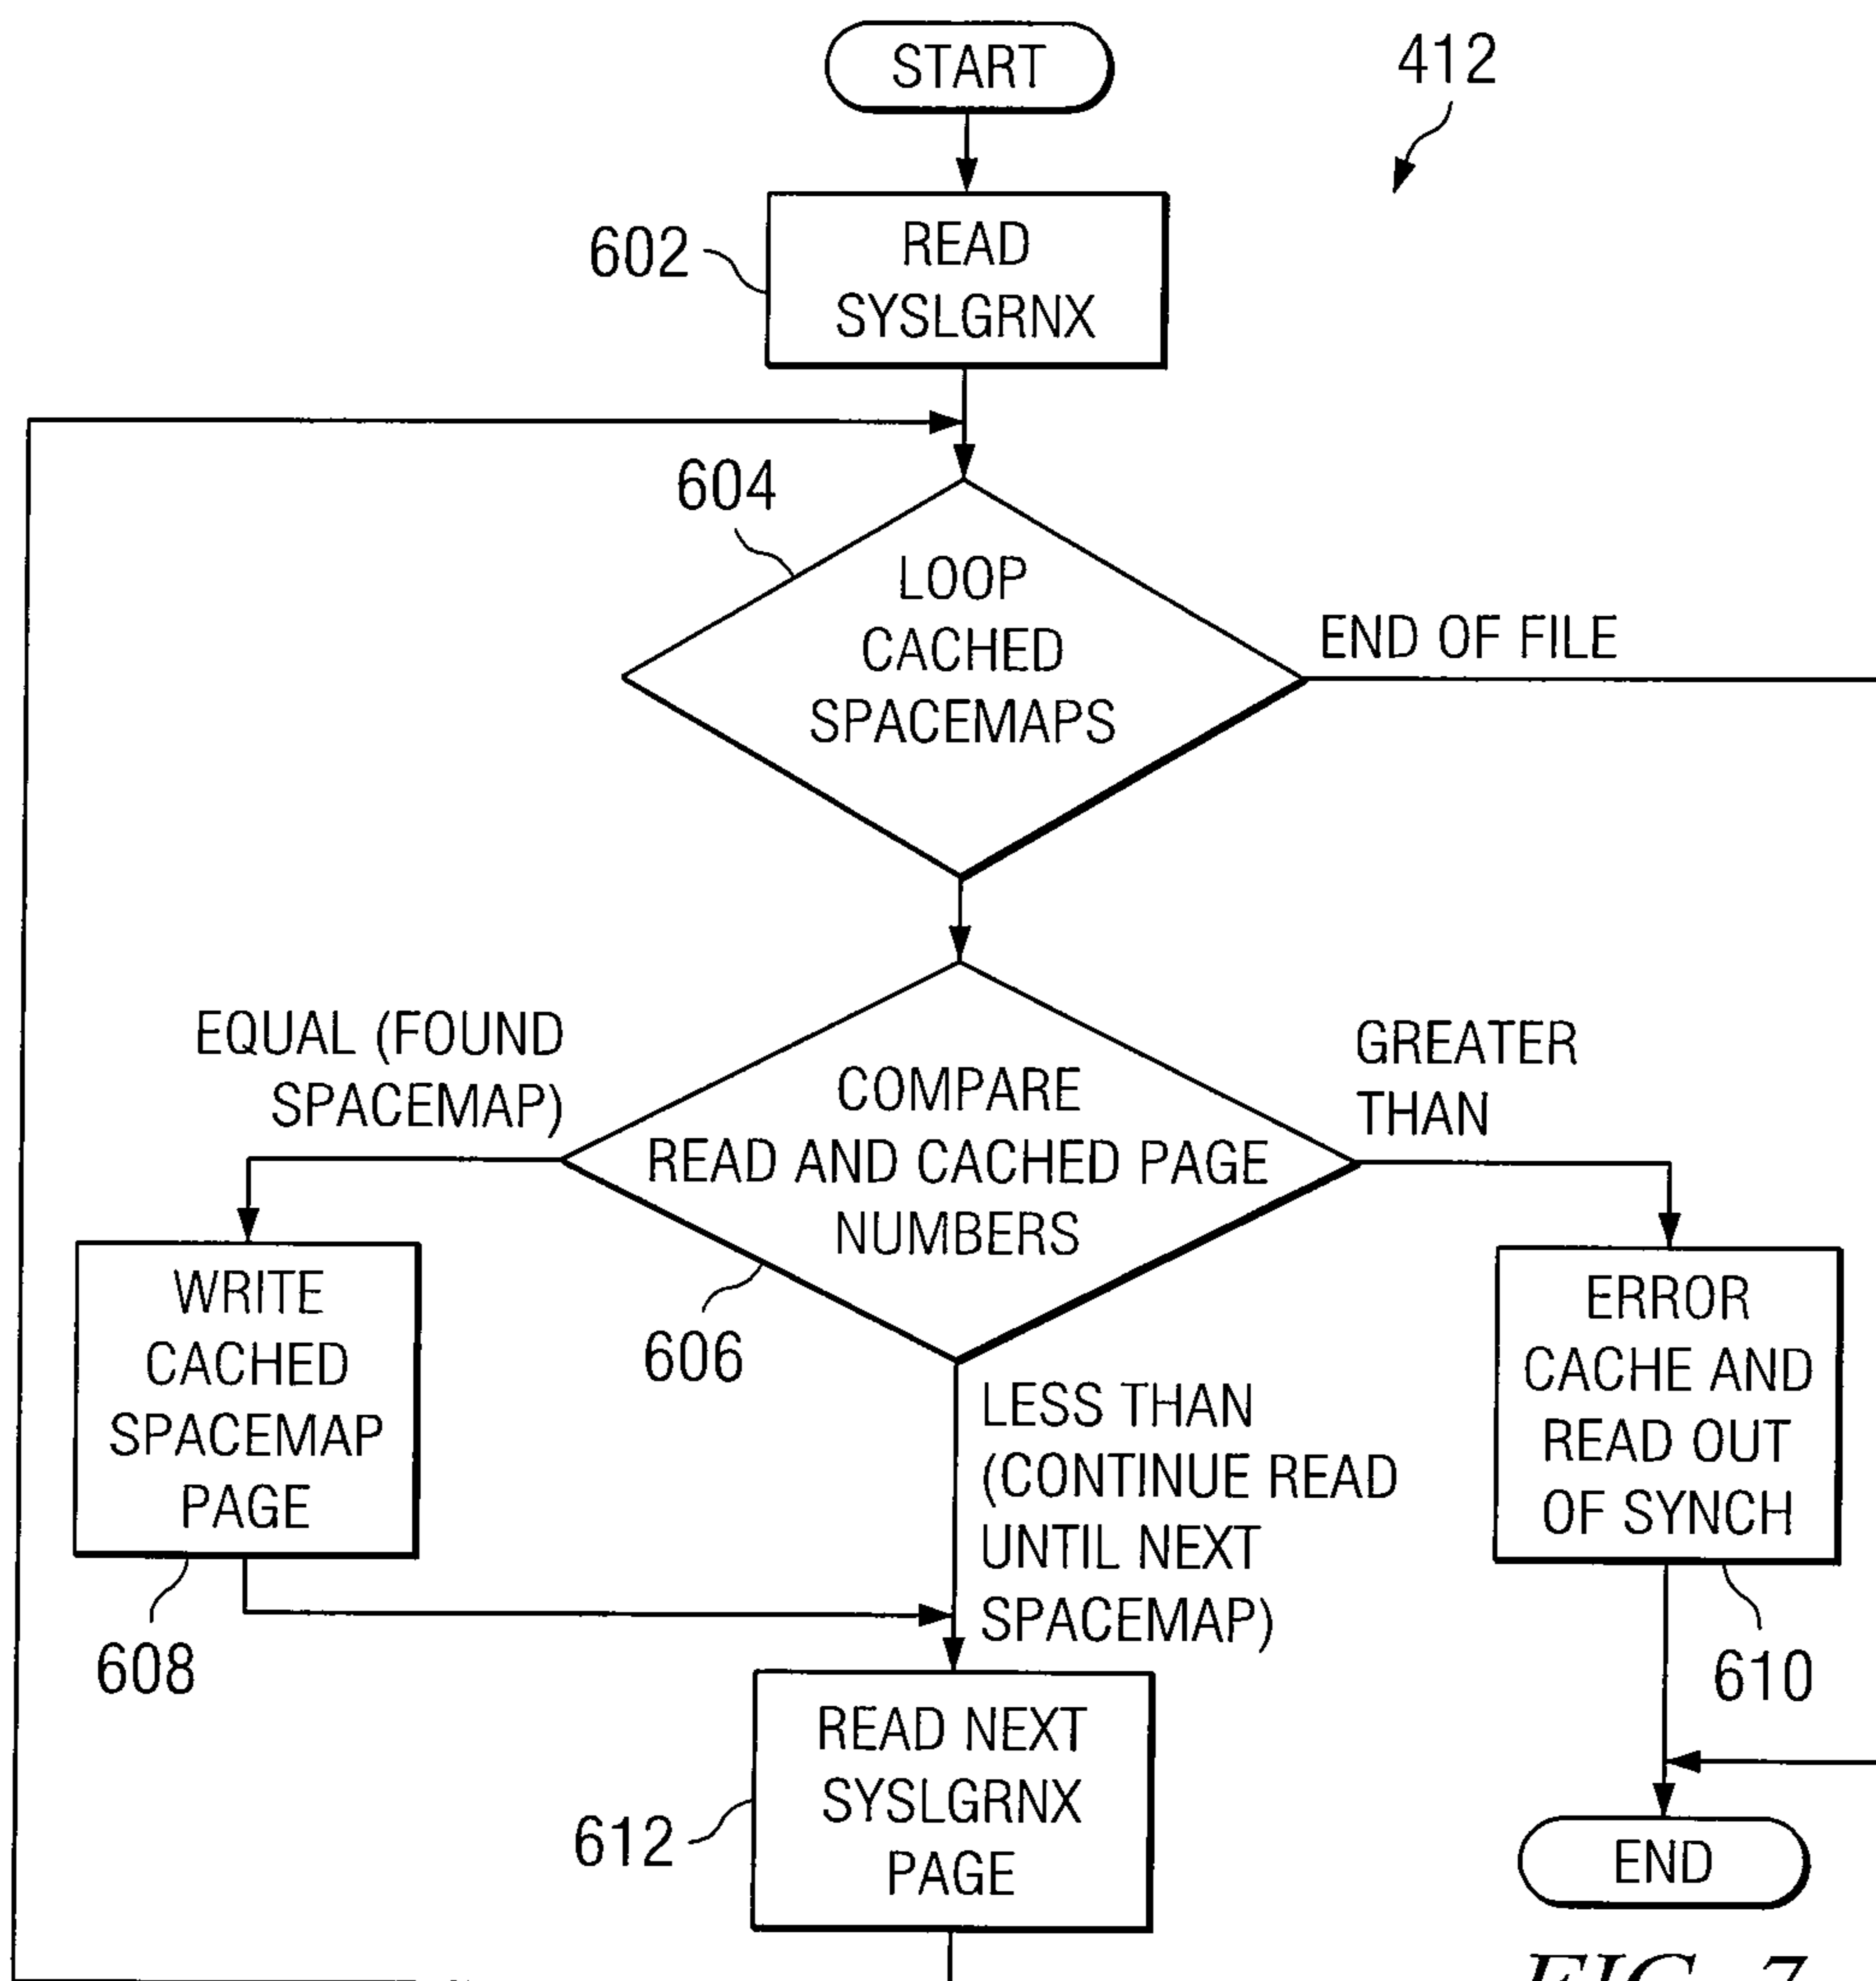 START
412
602
READ
SYSLGRNX
604
LOOP
CACHED
SPACEMAPS
END OF FILE
EQUAL (FOUND
SPACEMAP)
COMPARE
READ AND CACHED PAGE
NUMBERS
GREATER
THAN
606
WRITE
CACHED
SPACEMAP
PAGE
608
LESS THAN
(CONTINUE READ
UNTIL NEXT
SPACEMAP)
ERROR
CACHE AND
READ OUT
OF SYNCH
610
612
READ NEXT
SYSLGRNX
PAGE
END
FIG. 7